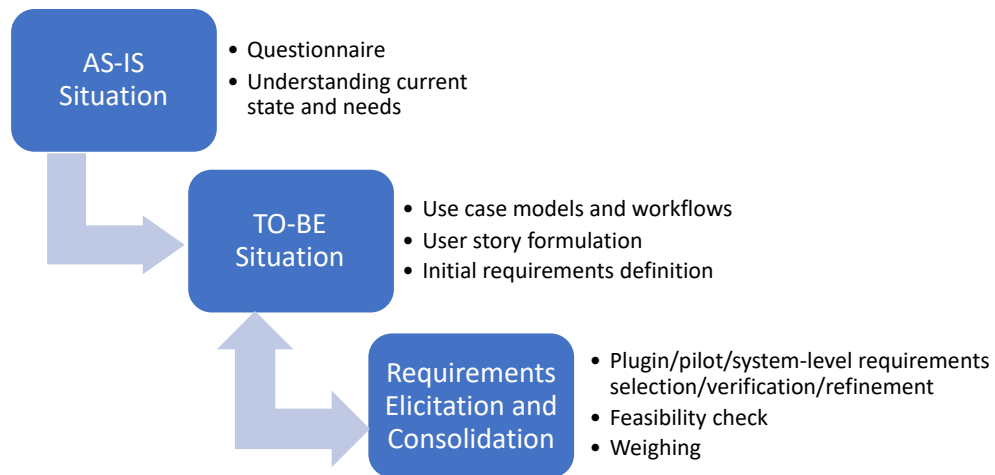 AS-IS
Situation
• Questionnaire
• Understanding current
state and needs
TO-BE
Situation
• Use case models and workflows
• User story formulation
• Initial requirements definition
Requirements
Elicitation and
Consolidation
• Plugin/pilot/system-level requirements
selection/verification/refinement
• Feasibility check
• Weighing